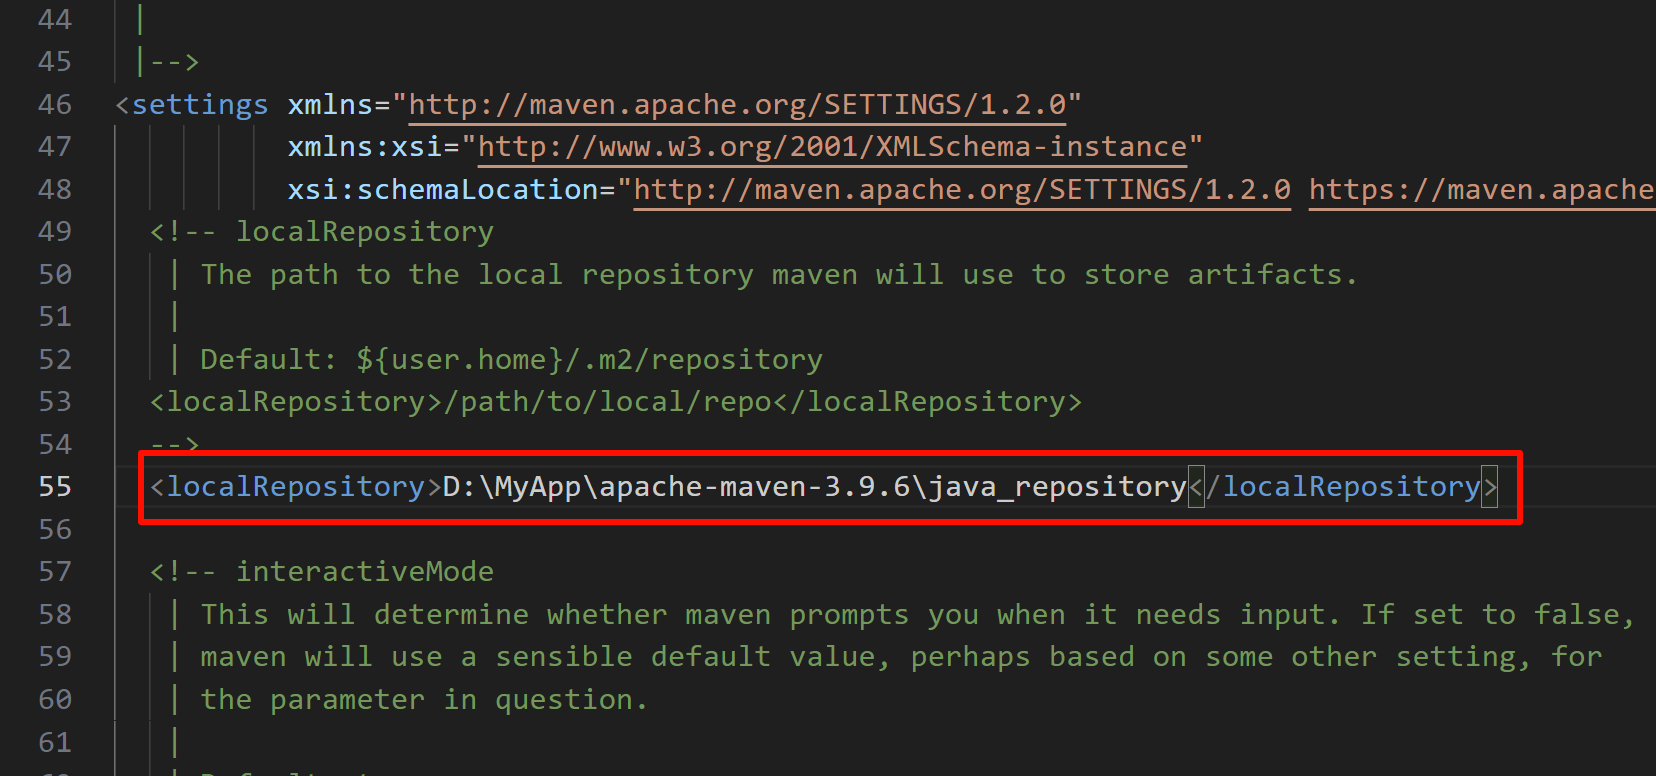 44 |
45 |-->
46 <settings xmlns="http://maven.apache.org/SETTINGS/1.2.0"
47 xmlns:xsi="http://www.w3.org/2001/XMLSchema-instance"
48 xsi:schemaLocation="http://maven.apache.org/SETTINGS/1.2.0 https://maven.apache
49 <!-- localRepository
50 | The path to the local repository maven will use to store artifacts.
51 |
52 | Default: ${user.home}/.m2/repository
53 <localRepository>/path/to/local/repo</localRepository>
54 -->
55 <localRepository>D:\MyApp\apache-maven-3.9.6\java_repository</localRepository>
56
57 <!-- interactiveMode
58 | This will determine whether maven prompts you when it needs input. If set to false,
59 | maven will use a sensible default value, perhaps based on some other setting, for
60 | the parameter in question.
61 |